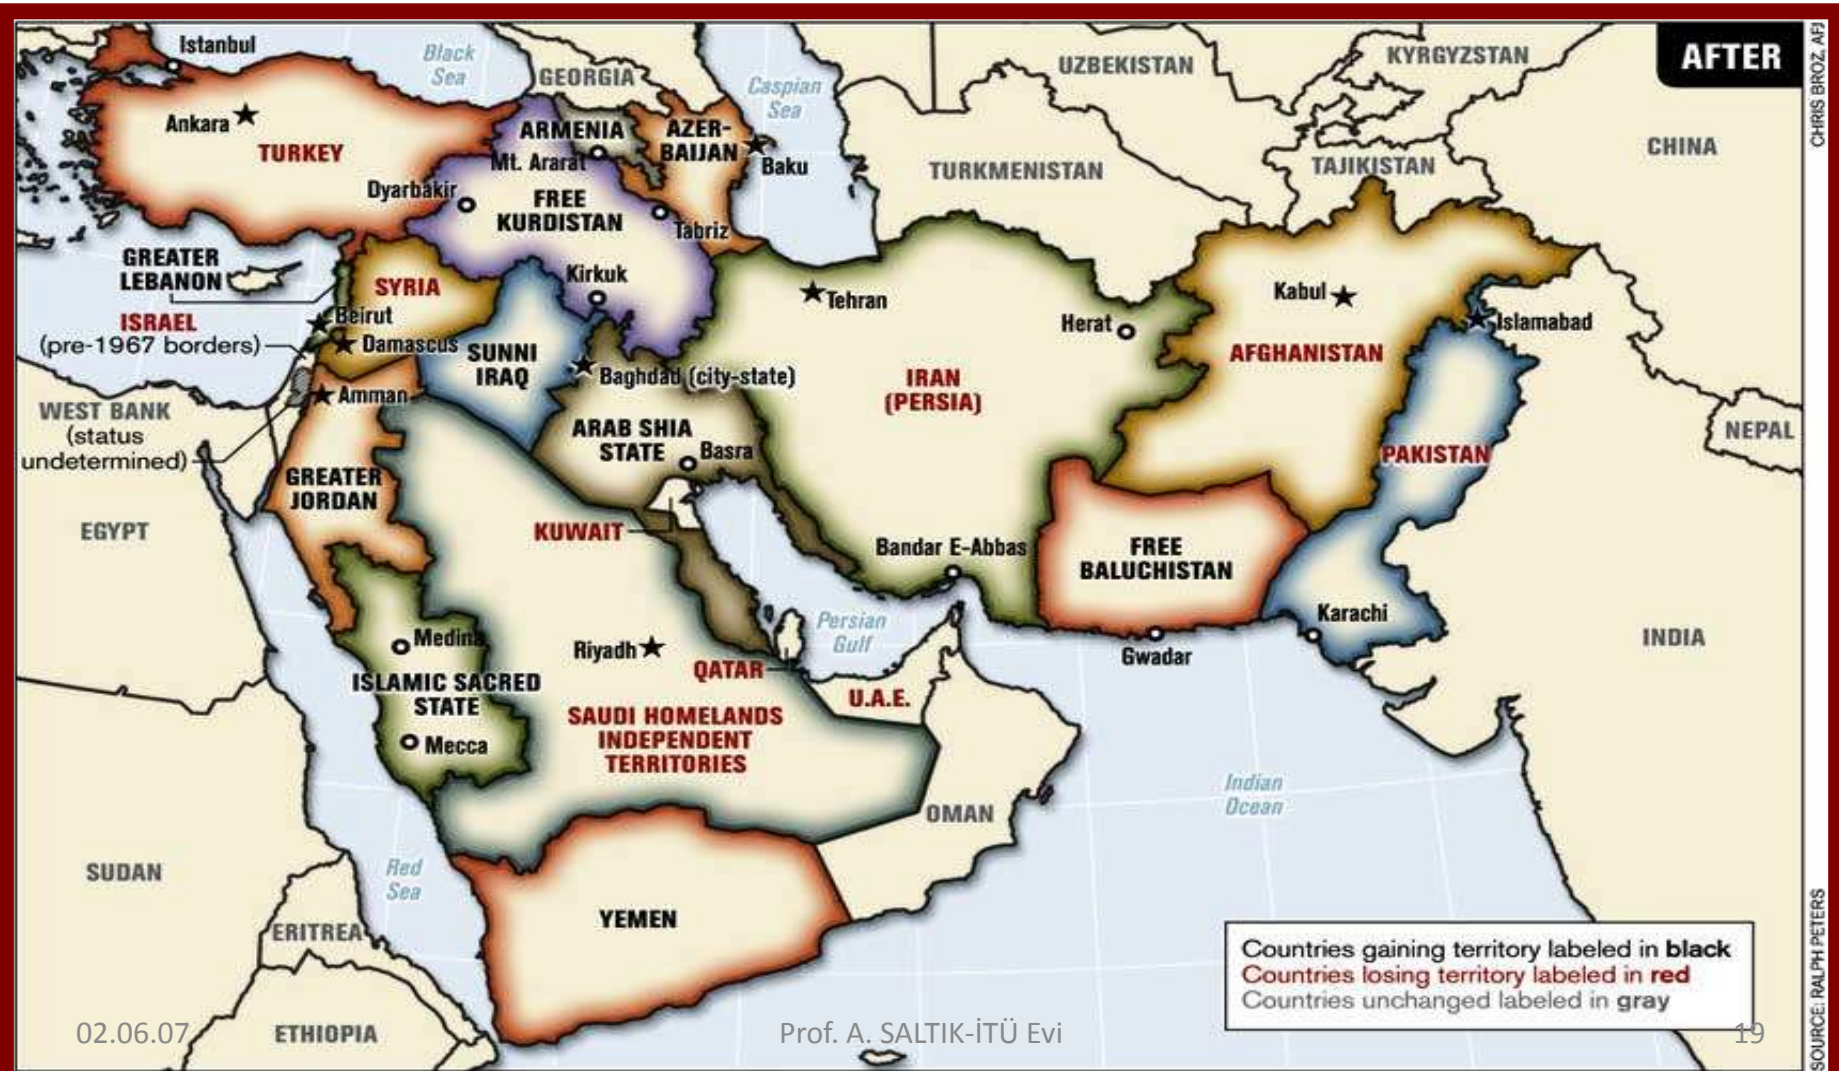 AFTER
CHRIS BROZ, AFJ
Istanbul
Black
Sea
GEORGIA
Caspian
Sea
UZBEKISTAN
KYRGYZSTAN
CHINA
Ankara
TURKEY
ARMENIA
AZER-
BAIJAN
Baku
Mt. Ararat
TURKMENISTAN
TAJIKISTAN
Dyarbakir
FREE
KURDISTAN
Tabriz
GREATER
LEBANON
SYRIA
Kirkuk
Tehran
Kabul
Herat
Islamabad
ISRAEL
(pre-1967 borders)
Beirut
Damascus
SUNNI
IRAQ
Baghdad (city-state)
IRAN
(PERSIA)
AFGHANISTAN
Amman
WEST BANK
(status
undetermined)
ARAB SHIA
STATE
Basra
NEPAL
PAKISTAN
GREATER
JORDAN
EGYPT
KUWAIT
Bandar E-Abbas
FREE
BALUCHISTAN
Karachi
Persian
Gulf
INDIA
Medina
Riyadh
Gwadar
QATAR
ISLAMIC SACRED
STATE
U.A.E.
SAUDI HOMELANDS
INDEPENDENT
TERRITORIES
Mecca
Indian
Ocean
OMAN
SUDAN
Red
Sea
YEMEN
ERITREA
ETHIOPIA
Countries gaining territory labeled in black
Countries losing territory labeled in red
Countries unchanged labeled in gray
SOURCE: RALPH PETERS
02.06.07
Prof. A. SALTIK-İTÜ Evi
19